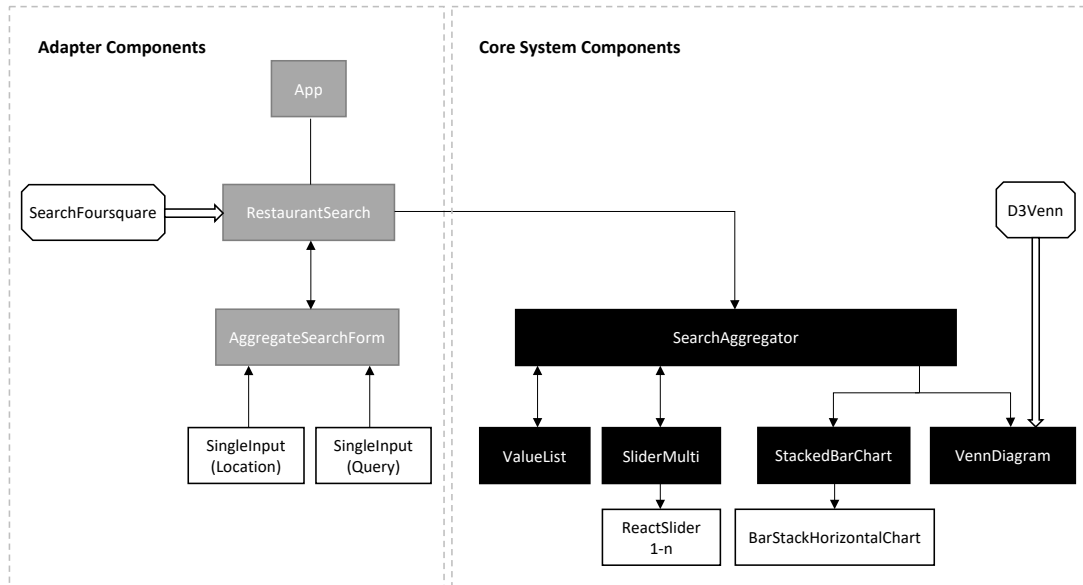 Adapter Components
Core System Components
App
SearchFoursquare
RestaurantSearch
D3Venn
AggregateSearchForm
SearchAggregator
SingleInput
(Location)
SingleInput
(Query)
ValueList
SliderMulti
StackedBarChart
VennDiagram
ReactSlider
1-n
BarStackHorizontalChart